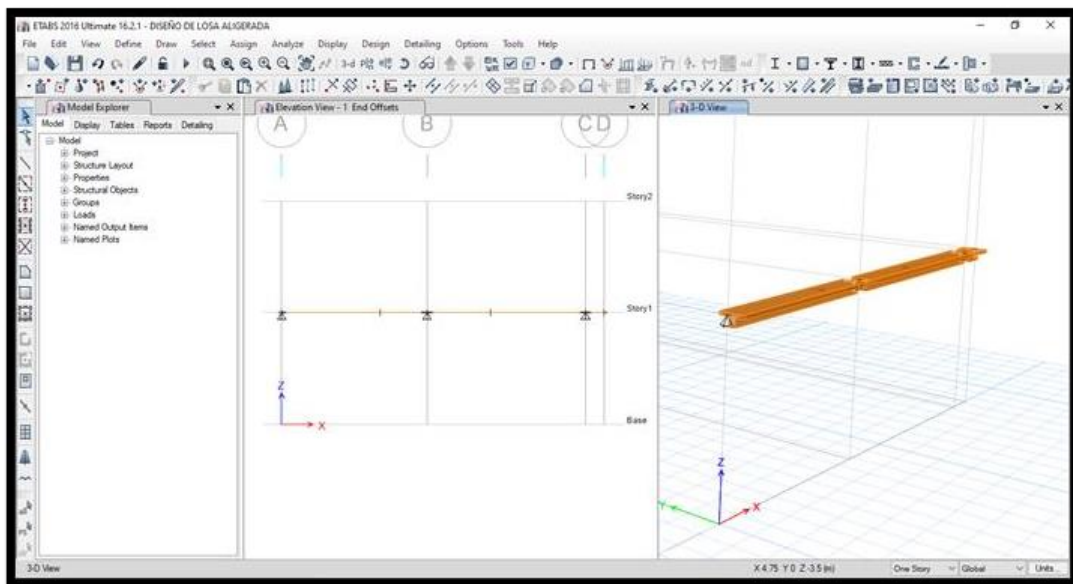 ETABS 2016 Ultimate 16.2.1 - DISEÑO DE LOSA ALIGERADA
File Edit View Define Draw Select Assign Analyze Display Design Detailing Options Tools Help
3-d
Model Explorer
Model Display Tables Reports Detailing
Model
Project
Structure Layout
Properties
Structural Objects
Groups
Loads
Named Output Items
Named Plots
Elevation View - 1 End Offsets
A B C D
Story2
Story1
Base
Z
X
3-D View
Z
Y
X
3-D View
X 4.75 Y 0 Z -3.5 (m)
One Story
Global
Units...